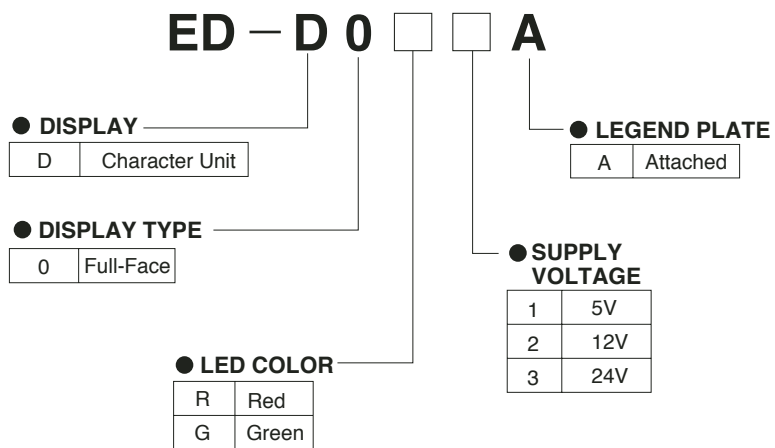 ED – D 0 □ □ A
● DISPLAY
D Character Unit
● DISPLAY TYPE
0 Full-Face
● LED COLOR
R Red
G Green
● LEGEND PLATE
A Attached
● SUPPLY
VOLTAGE
1 5V
2 12V
3 24V